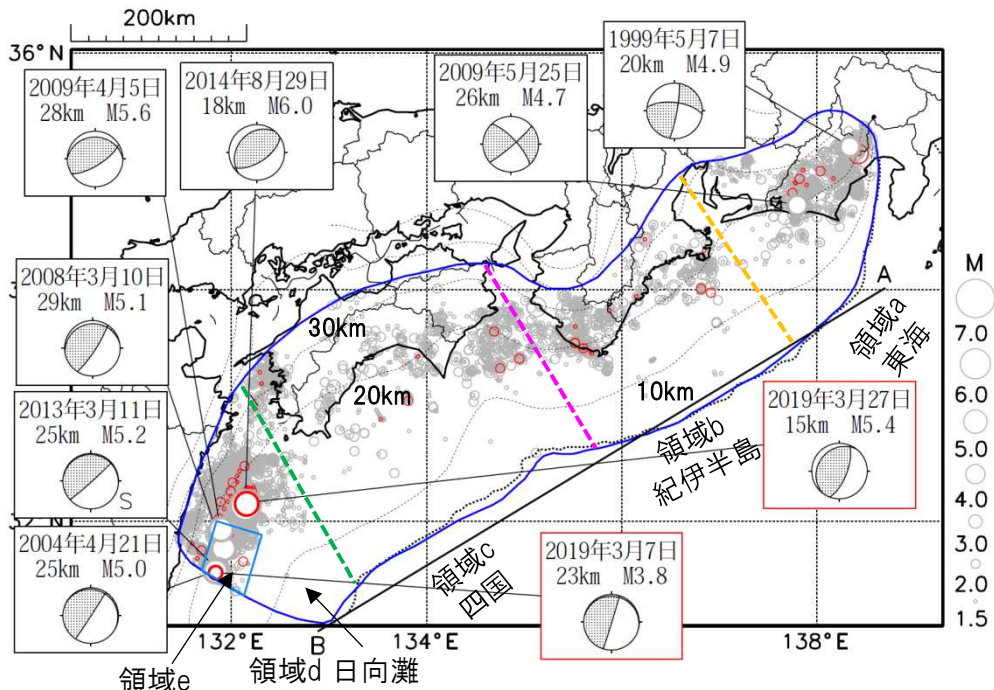 200km
36°N
2009年4月5日
28km M5.6
2014年8月29日
18km M6.0
2009年5月25日
26km M4.7
1999年5月7日
20km M4.9
2008年3月10日
29km M5.1
2013年3月11日
25km M5.2
S
2004年4月21日
25km M5.0
30km
20km
10km
A
領域a
東海
領域b
紀伊半島
領域c
四国
2019年3月27日
15km M5.4
2019年3月7日
23km M3.8
B
132°E
134°E
138°E
領域e
領域d 日向灘
M
7.0
6.0
5.0
4.0
3.0
2.0
1.5